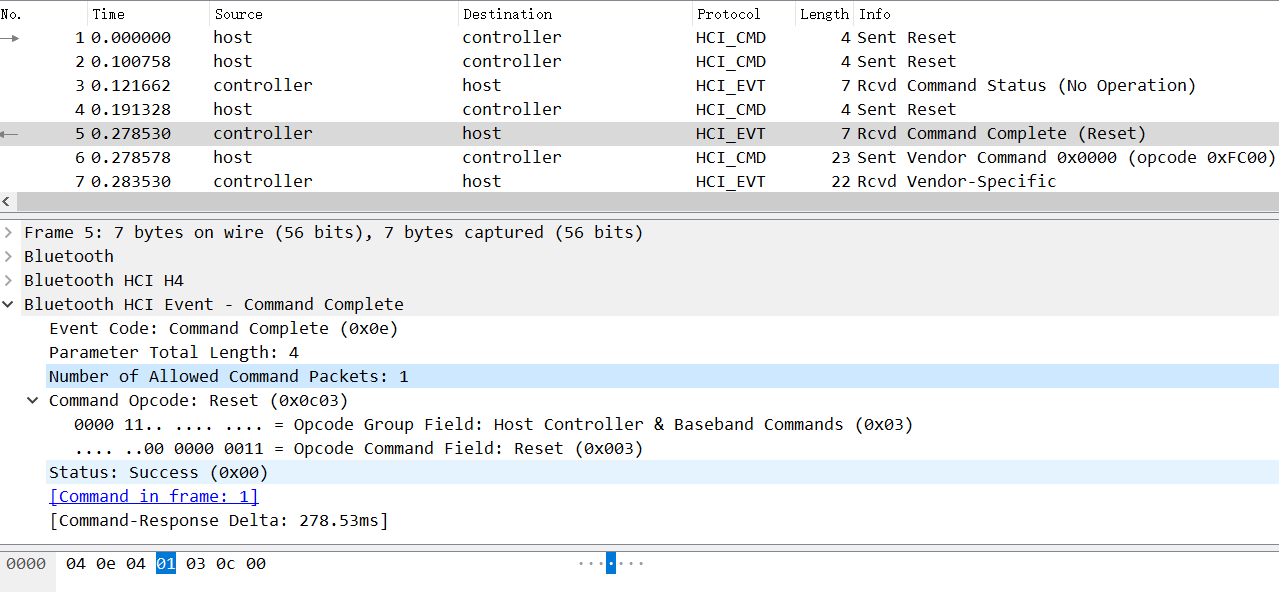 No. Time Source Destination Protocol Length Info
1 0.000000 host controller HCI_CMD 4 Sent Reset
2 0.100758 host controller HCI_CMD 4 Sent Reset
3 0.121662 controller host HCI_EVT 7 Rcvd Command Status (No Operation)
4 0.191328 host controller HCI_CMD 4 Sent Reset
5 0.278530 controller host HCI_EVT 7 Rcvd Command Complete (Reset)
6 0.278578 host controller HCI_CMD 23 Sent Vendor Command 0x0000 (opcode 0xFC00)
7 0.283530 controller host HCI_EVT 22 Rcvd Vendor-Specific
Frame 5: 7 bytes on wire (56 bits), 7 bytes captured (56 bits)
Bluetooth
Bluetooth HCI H4
Bluetooth HCI Event - Command Complete
Event Code: Command Complete (0x0e)
Parameter Total Length: 4
Number of Allowed Command Packets: 1
Command Opcode: Reset (0x0c03)
0000 11.. .... .... = Opcode Group Field: Host Controller & Baseband Commands (0x03)
.... ..00 0000 0011 = Opcode Command Field: Reset (0x003)
Status: Success (0x00)
[Command in frame: 1]
[Command-Response Delta: 278.53ms]
0000 04 0e 04 01 03 0c 00 ·······